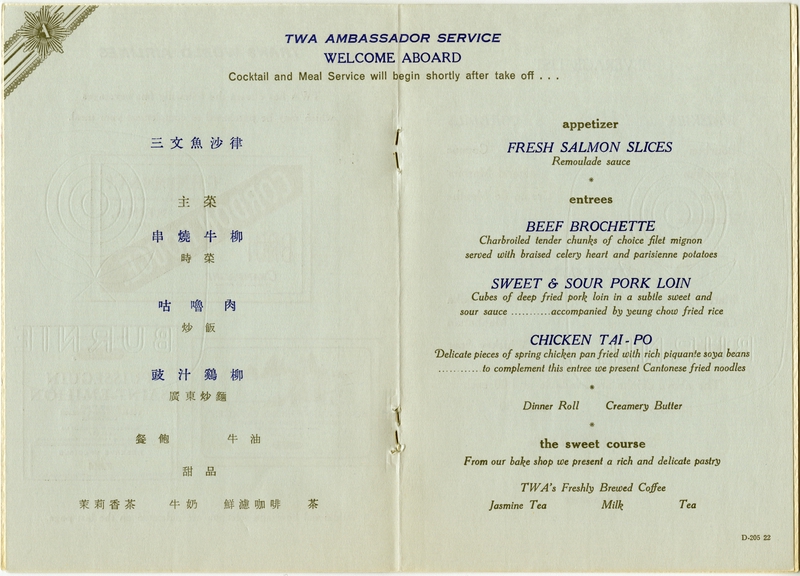 A
TWA AMBASSADOR SERVICE
WELCOME ABOARD
Cocktail and Meal Service will begin shortly after take off . . .
三文魚沙律
主菜
串燒牛柳
時菜
咕嚕肉
炒飯
豉汁鷄柳
廣東炒麵
餐飽 牛油
甜品
茉莉香茶 牛奶 鮮濾咖啡 茶
appetizer
FRESH SALMON SLICES
Remoulade sauce
*
entrees
BEEF BROCHETTE
Charbroiled tender chunks of choice filet mignon
served with braised celery heart and parisienne potatoes
SWEET & SOUR PORK LOIN
Cubes of deep fried pork loin in a subtle sweet and
sour sauce ...........accompanied by yeung chow fried rice
CHICKEN TAI-PO
Delicate pieces of spring chicken pan fried with rich piquante soya beans
............ to complement this entree we present Cantonese fried noodles
*
Dinner Roll Creamery Butter
*
the sweet course
From our bake shop we present a rich and delicate pastry
TWA's Freshly Brewed Coffee
Jasmine Tea Milk Tea
D-205 22